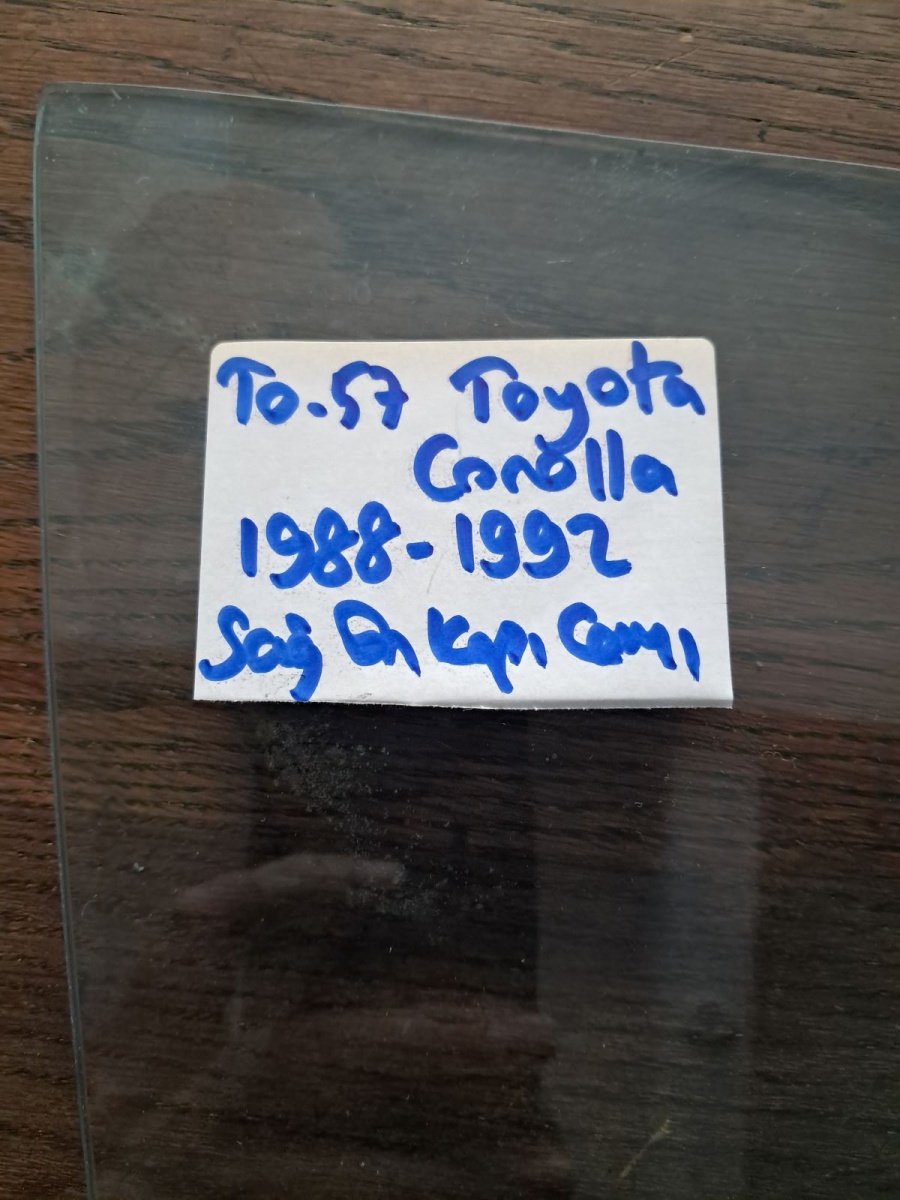 To.57 Toyota
Corolla
1988-1992
Sağ Ön Kapı Camı